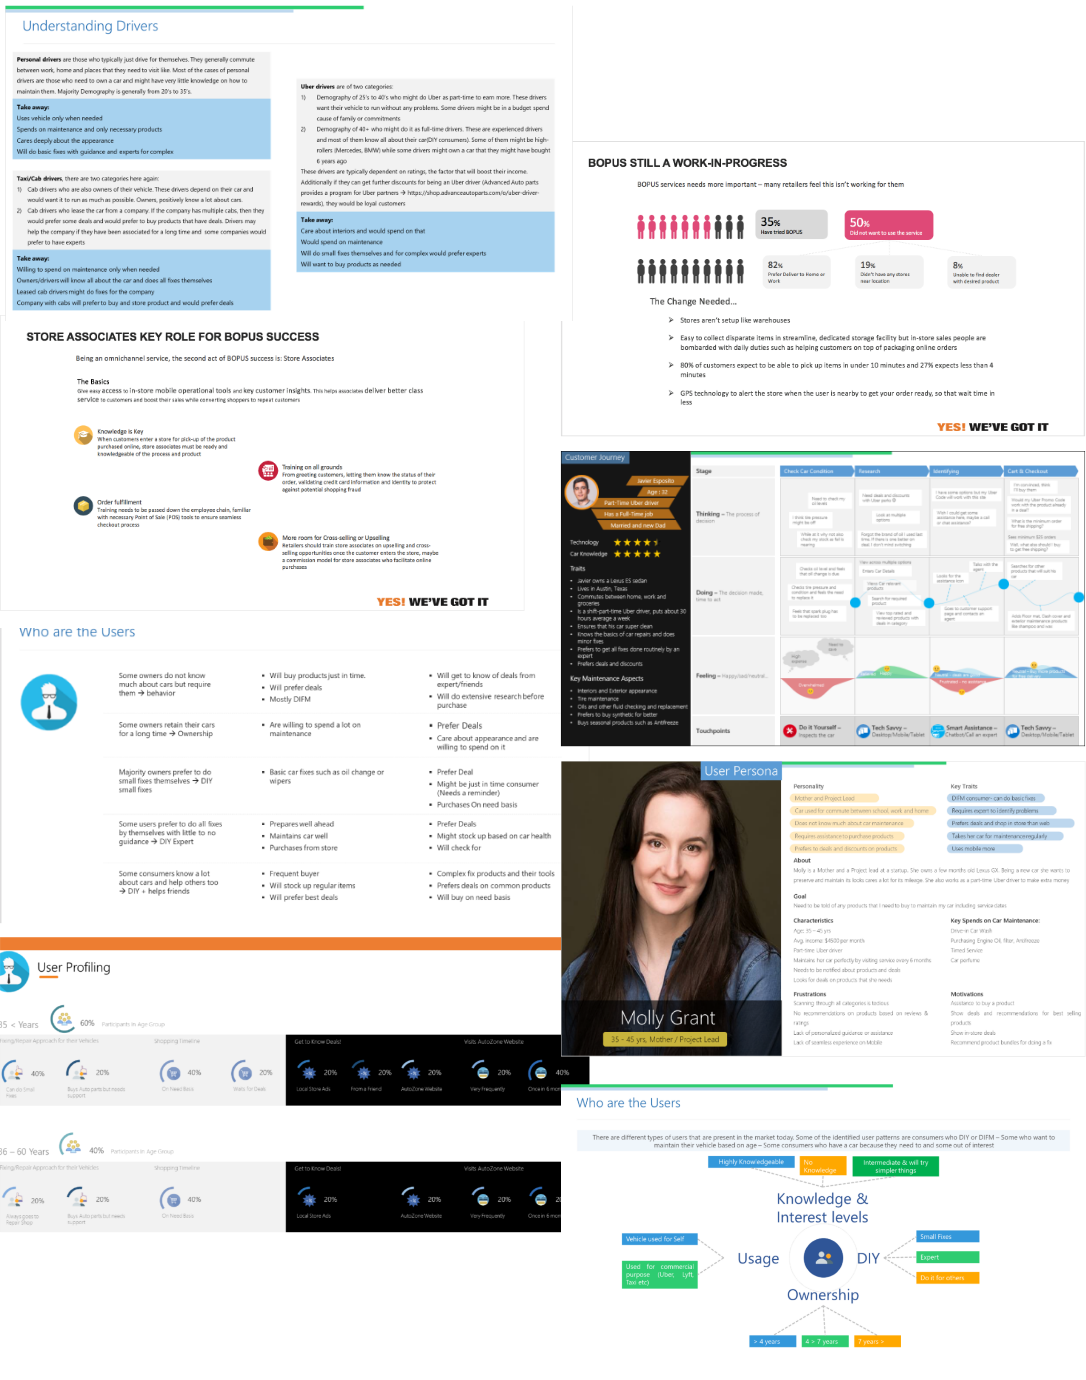 Understanding Drivers
Personal drivers are those who typically just drive for themselves. They generally commute
between work, home and places that they need to visit like. Most of the cases of personal
drivers are those who need to own a car and might have very little knowledge on how to
maintain them. Majority Demography is generally from 20's to 35's.
Take away:
Uses vehicle only when needed
Spends on maintenance and only necessary products
Cares deeply about the appearance
Will do basic fixes with guidance and experts for complex
Taxi/Cab drivers, there are two categories here again:
1) Cab drivers who are also owners of their vehicle. These drivers depend on their car and
would want it to run as much as possible. Owners, positively know a lot about cars.
2) Cab drivers who lease the car from a company. If the company has multiple cabs, then they
would prefer some deals and would prefer to buy products that have deals. Drivers may
help the company if they have been associated for a long time and some companies would
prefer to have experts
Take away:
Willing to spend on maintenance only when needed
Owners/drivers will know all about the car and does all fixes themselves
Leased cab drivers might do fixes for the company
Company with cabs will prefer to buy and store product and would prefer deals
Uber drivers are of two categories:
1) Demography of 25's to 40's who might do Uber as part-time to earn more. These drivers
want their vehicle to run without any problems. Some drivers might be in a budget spend
cause of family or commitments
2) Demography of 40+ who might do it as full-time drivers. These are experienced drivers
and most of them know all about their car(DIY consumers). Some of them might be high-
rollers (Mercedes, BMW) while some drivers might own a car that they might have bought
6 years ago
These drivers are typically dependent on ratings, the factor that will boost their income.
Additionally if they can get further discounts for being an Uber driver (Advanced Auto parts
provides a program for Uber partners → https://shop.advanceautoparts.com/o/uber-driver-
rewards), they would be loyal customers
Take away:
Care about interiors and would spend on that
Would spend on maintenance
Will do small fixes themselves and for complex would prefer experts
Will want to buy products as needed
BOPUS STILL A WORK-IN-PROGRESS
BOPUS services needs more important – many retailers feel this isn't working for them
35%
Have tried BOPUS
50%
Did not want to use the service
82%
Prefer Deliver to Home or
Work
19%
Didn't have any stores
near location
8%
Unable to find dealer
with desired product
The Change Needed...
Stores aren't setup like warehouses
Easy to collect disparate items in streamline, dedicated storage facility but in-store sales people are
bombarded with daily duties such as helping customers on top of packaging online orders
80% of customers expect to be able to pick up items in under 10 minutes and 27% expects less than 4
minutes
GPS technology to alert the store when the user is nearby to get your order ready, so that wait time in
less
YES! WE'VE GOT IT
STORE ASSOCIATES KEY ROLE FOR BOPUS SUCCESS
Being an omnichannel service, the second act of BOPUS success is: Store Associates
The Basics
Give easy access to in-store mobile operational tools and key customer insights. This helps associates deliver better class
service to customers and boost their sales while converting shoppers to repeat customers
Knowledge is Key
When customers enter a store for pick-up of the product
purchased online, store associates must be ready and
knowledgeable of the process and product
Training on all grounds
From greeting customers, letting them know the status of their
order, validating credit card information and identity to protect
against potential shopping fraud
Order fulfillment
Training needs to be passed down the employee chain, familiar
with necessary Point of Sale (POS) tools to ensure seamless
checkout process
More room for Cross-selling or Upselling
Retailers should train store associates on upselling and cross-
selling opportunities once the customer enters the store, maybe
a commission model for store associates who facilitate online
purchases
YES! WE'VE GOT IT
Customer Journey
Javier Esposito
Age : 32
Part-Time Uber driver
Has a Full-Time job
Married and new Dad
Technology
Car Knowledge
Traits
Javier owns a Lexus ES sedan
Lives in Austin, Texas
Commutes between home, work and
groceries
Is a shift-part-time Uber driver, puts about 30
hours average a week
Ensures that his car super clean
Knows the basics of car repairs and does
minor fixes
Prefers to get all fixes done routinely by an
expert
Prefers deals and discounts
Key Maintenance Aspects
Interiors and Exterior appearance
Tire maintenance
Oils and other fluid checking and replacement
Prefers to buy synthetic for better
Buys seasonal products such as Antifreeze
Stage
Check Car Condition
Research
Identifying
Cart & Checkout
Thinking – The process of
decision
Doing – The decision made,
time to act
Feeling – Happy,bad,neutral...
Touchpoints
Do it Yourself –
Inspects the car
Tech Savvy –
Desktop/Mobile/Tablet
Smart Assistance –
Chatbot/Call an expert
Tech Savvy –
Desktop/Mobile/Tablet
Who are the Users
Some owners do not know
much about cars but require
them → behavior
Will buy products just in time.
Will prefer deals
Mostly DIFM
Will get to know of deals from
expert/friends
Will do extensive research before
purchase
Some owners retain their cars
for a long time → Ownership
Are willing to spend a lot on
maintenance
Prefer Deals
Care about appearance and are
willing to spend on it
Majority owners prefer to do
small fixes themselves → DIY
small fixes
Basic car fixes such as oil change or
wipers
Prefer Deal
Might be just in time consumer
(Needs a reminder)
Purchases On need basis
Some users prefer to do all fixes
by themselves with little to no
guidance → DIY Expert
Prepares well ahead
Maintains car well
Purchases from store
Prefer Deals
Might stock up based on car health
Will check for
Some consumers know a lot
about cars and help others too
→ DIY + helps friends
Frequent buyer
Will stock up regular items
Will prefer best deals
Complex fix products and their tools
Prefers deals on common products
Will buy on need basis
User Persona
Molly Grant
35 - 45 yrs, Mother / Project Lead
Personality
Mother and Project Lead
Car used for commute between school, work and home
Does not know much about car maintenance
Requires assistance to purchase products
Prefers to deals and discounts on products
Key Traits
DIFM consumer- can do basic fixes
Requires expert to identify problems
Prefers deals and shop in store than web
Takes her car for maintenance regularly
Uses mobile more
About
Molly is a Mother and a Project lead at a startup. She owns a few months old Lexus GX. Being a new car she wants to
preserve and maintain its looks cares a lot for its mileage. She also works as a part-time Uber driver to make extra money
Goal
Need to be told of any products that I need to buy to maintain my car including service dates
Characteristics
Age: 35 – 40 yrs
Avg. income: $4500 per month
Part-time Uber driver
Maintains her car perfectly by visiting service every 6 months
Needs to be notified about products and deals
Looks for deals on products that she needs
Key Spends on Car Maintenance:
Drive-in Car Wash
Purchasing Engine Oil, filter, Antifreeze
Timed Service
Car perfume
Frustrations
Scanning through all categories is tedious
No recommendations on products based on reviews &
ratings
Lack of personalized guidance or assistance
Lack of seamless experience on Mobile
Motivations
Assistance to buy a product
Show deals and recommendations for best selling
products
Show in-store deals
Recommend product bundles for doing a fix
User Profiling
35 < Years
60%
Participants in Age Group
Shopping Timeline
Get to Know Deals!
Visits AutoZone Website
40%
20%
40%
20%
20%
20%
20%
20%
40%
Buys Auto parts but needs
support
On Need Basis
Waits for Deals
Local Store Ads
From a Friend
AutoZone Website
Very Frequently
Once in 6 mon
36 – 60 Years
40%
Participants in Age Group
Shopping Timeline
Get to Know Deals!
Visits AutoZone Website
20%
20%
40%
20%
20%
20%
Always goes to
Repair Shop
Buys Auto parts but needs
support
On Need Basis
Local Store Ads
AutoZone Website
Very Frequently
Once in 6 mon
Who are the Users
There are different types of users that are present in the market today. Some of the identified user patterns are consumers who DIY or DIFM – Some who want to
maintain their vehicle based on age – Some consumers who have a car because they need to and some out of interest
Highly Knowledgeable
No
Knowledge
Intermediate & will try
simpler things
Knowledge &
Interest levels
Vehicle used for Self
Used for commercial
purpose (Uber, Lyft,
Taxi etc)
Usage
DIY
Small Fixes
Expert
Do it for others
Ownership
> 4 years
4 > 7 years
7 years >